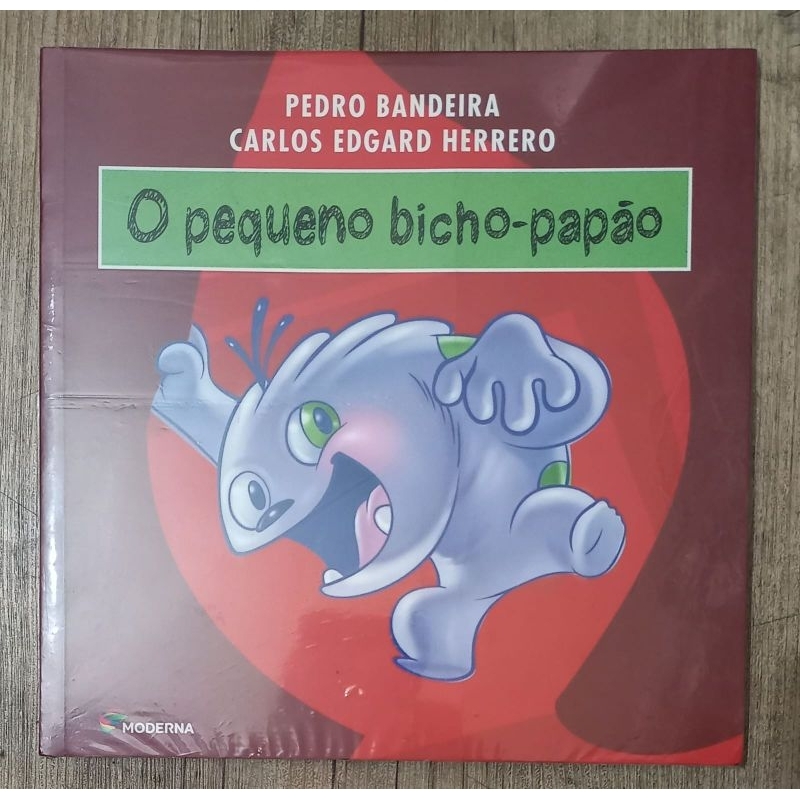 PEDRO BANDEIRA
CARLOS EDGARD HERRERO
O pequeno bicho-papão
MODERNA